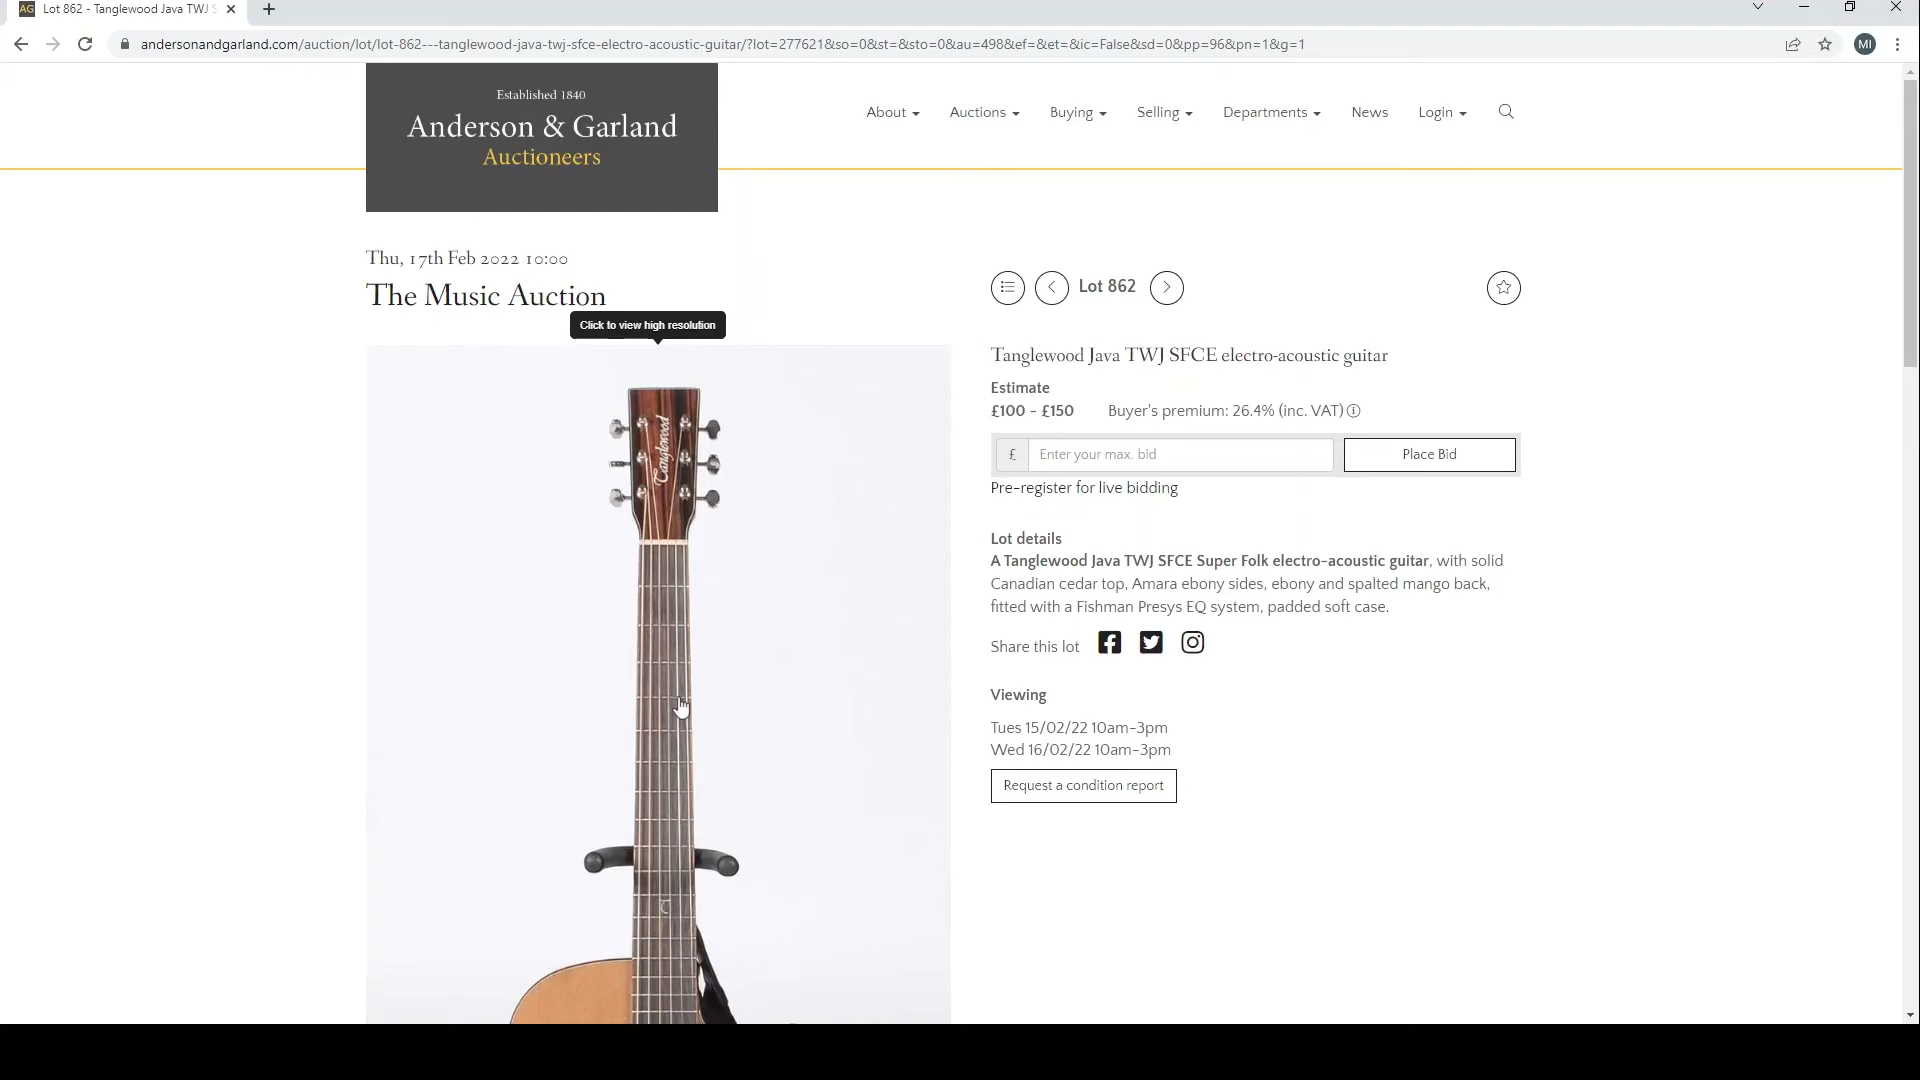 AG Lot 862 - Tanglewood Java TWJ S
andersonandgarland.com/auction/lot/lot-862---tanglewood-java-twj-sfce-electro-acoustic-guitar/?lot=277621&so=0&st=&sto=0&au=498&ef=&et=&ic=False&sd=0&pp=96&pn=1&g=1
MI
Established 1840
Anderson & Garland
Auctioneers
About
Auctions
Buying
Selling
Departments
News
Login
Thu, 17th Feb 2022 10:00
The Music Auction
Click to view high resolution
Tanglewood
Lot 862
Tanglewood Java TWJ SFCE electro-acoustic guitar
Estimate
£100 - £150 Buyer's premium: 26.4% (inc. VAT)
£ Enter your max. bid Place Bid
Pre-register for live bidding
Lot details
A Tanglewood Java TWJ SFCE Super Folk electro-acoustic guitar, with solid
Canadian cedar top, Amara ebony sides, ebony and spalted mango back,
fitted with a Fishman Presys EQ system, padded soft case.
Share this lot
Viewing
Tues 15/02/22 10am-3pm
Wed 16/02/22 10am-3pm
Request a condition report